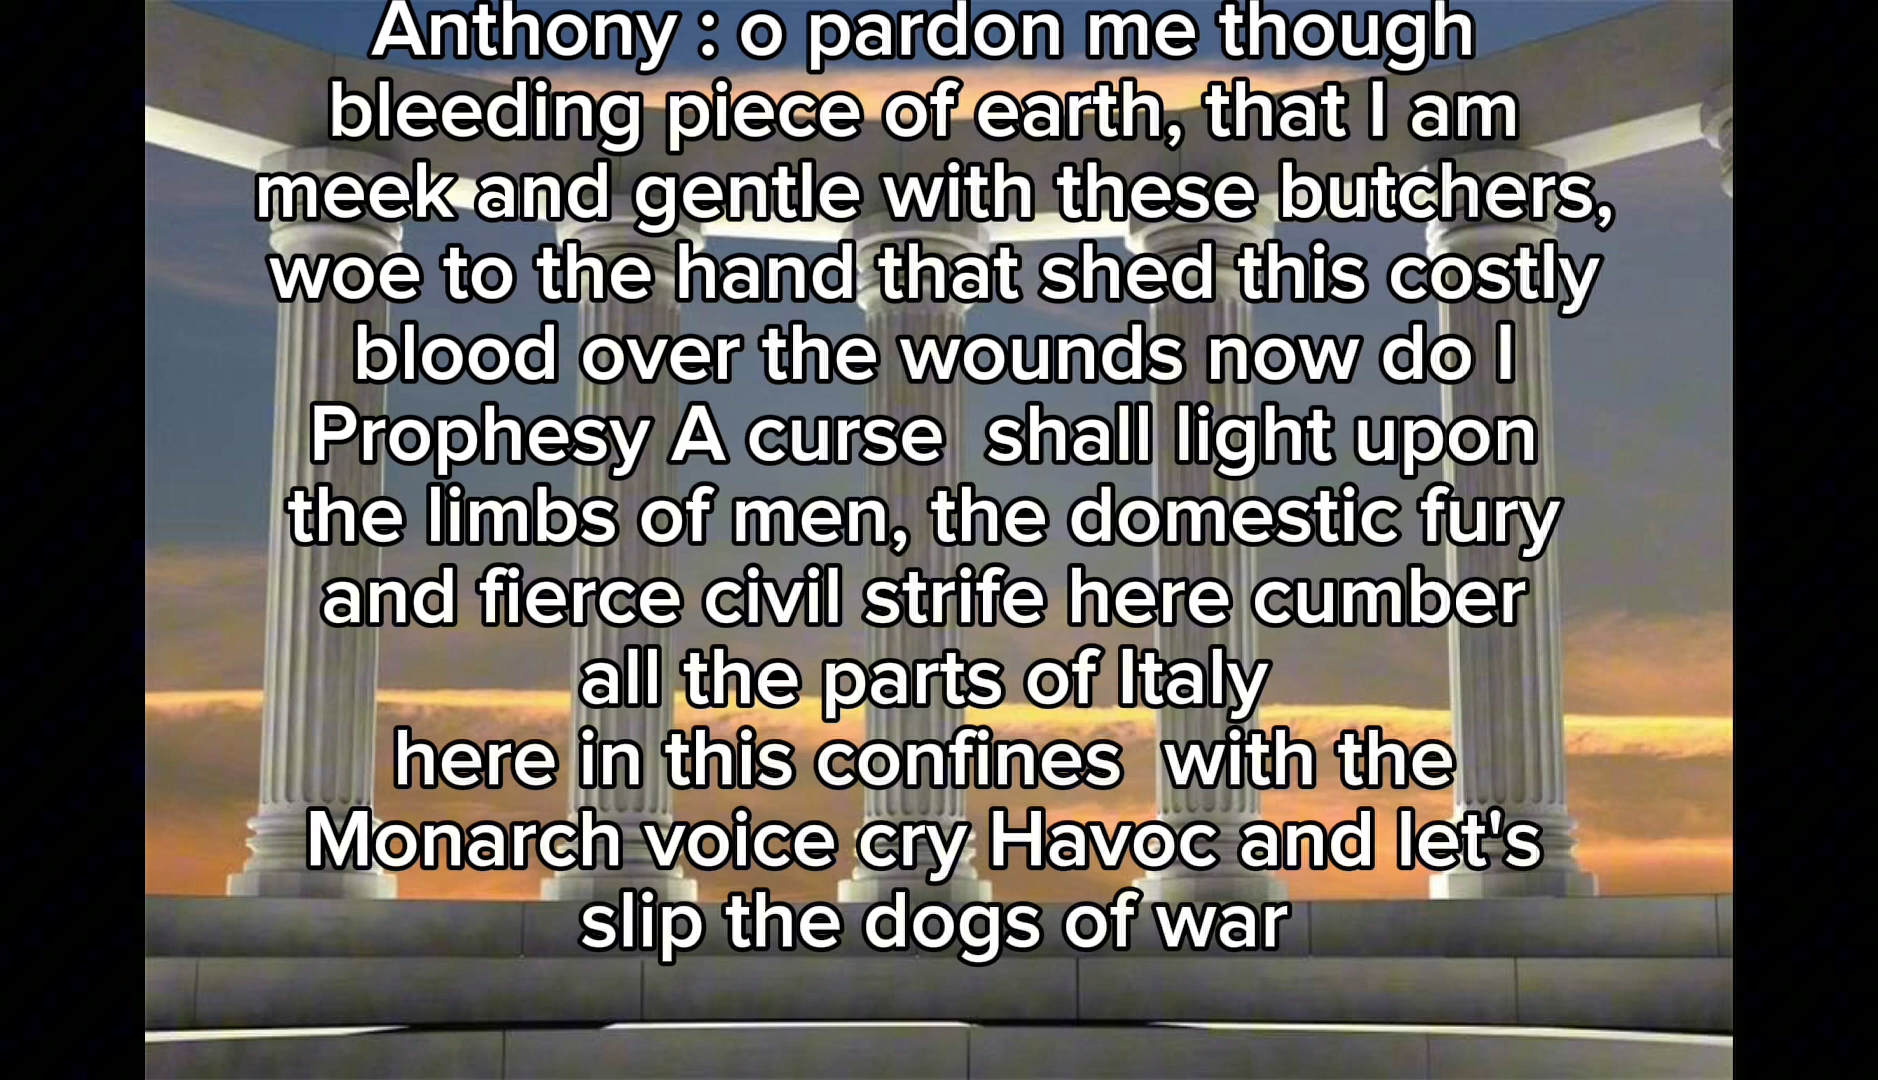 Anthony : o pardon me though
bleeding piece of earth, that I am
meek and gentle with these butchers,
woe to the hand that shed this costly
blood over the wounds now do I
Prophesy A curse  shall light upon
the limbs of men, the domestic fury
and fierce civil strife here cumber
all the parts of Italy
here in this confines  with the
Monarch voice cry Havoc and let's
slip the dogs of war